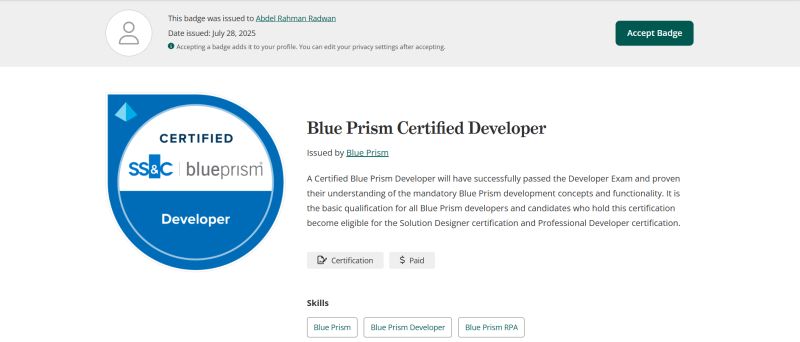 This badge was issued to Abdel Rahman Radwan
Date issued: July 28, 2025
Accepting a badge adds it to your profile. You can edit your privacy settings after accepting.
Accept Badge
CERTIFIED
SS&C | blueprism®
Developer
Blue Prism Certified Developer
Issued by Blue Prism
A Certified Blue Prism Developer will have successfully passed the Developer Exam and proven
their understanding of the mandatory Blue Prism development concepts and functionality. It is
the basic qualification for all Blue Prism developers and candidates who hold this certification
become eligible for the Solution Designer certification and Professional Developer certification.
Certification
$ Paid
Skills
Blue Prism
Blue Prism Developer
Blue Prism RPA